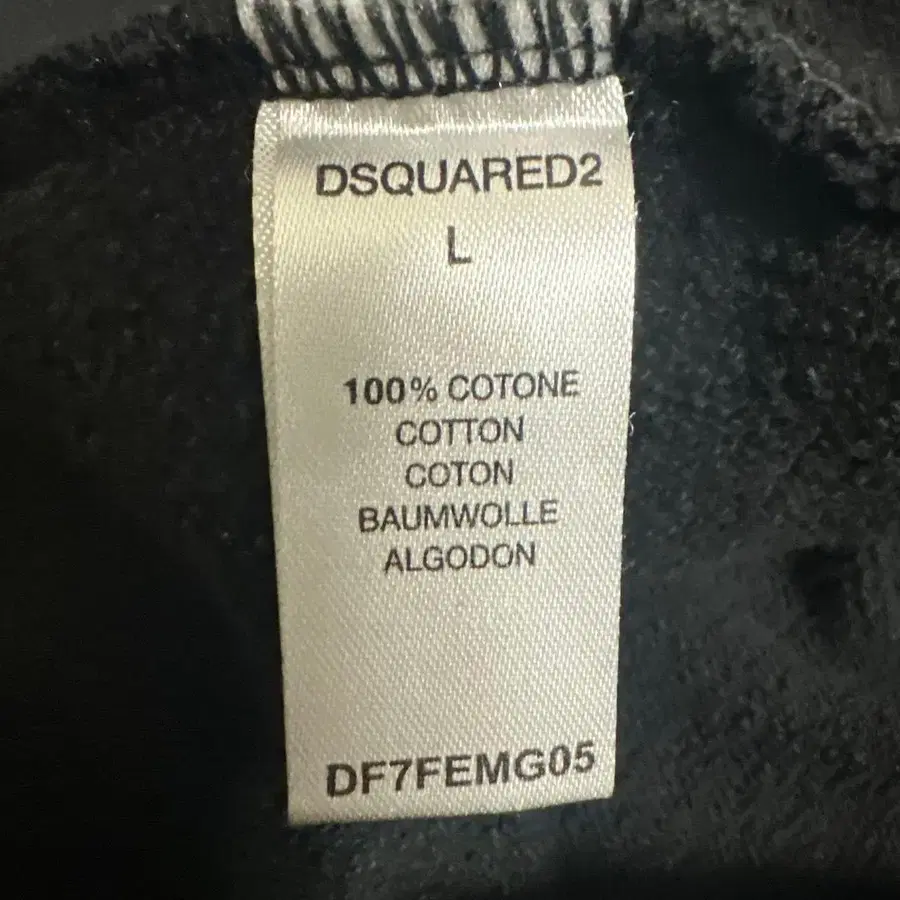 DSQUARED2
L
100% COTONE
COTTON
COTON
BAUMWOLLE
ALGODON
DF7FEMG05